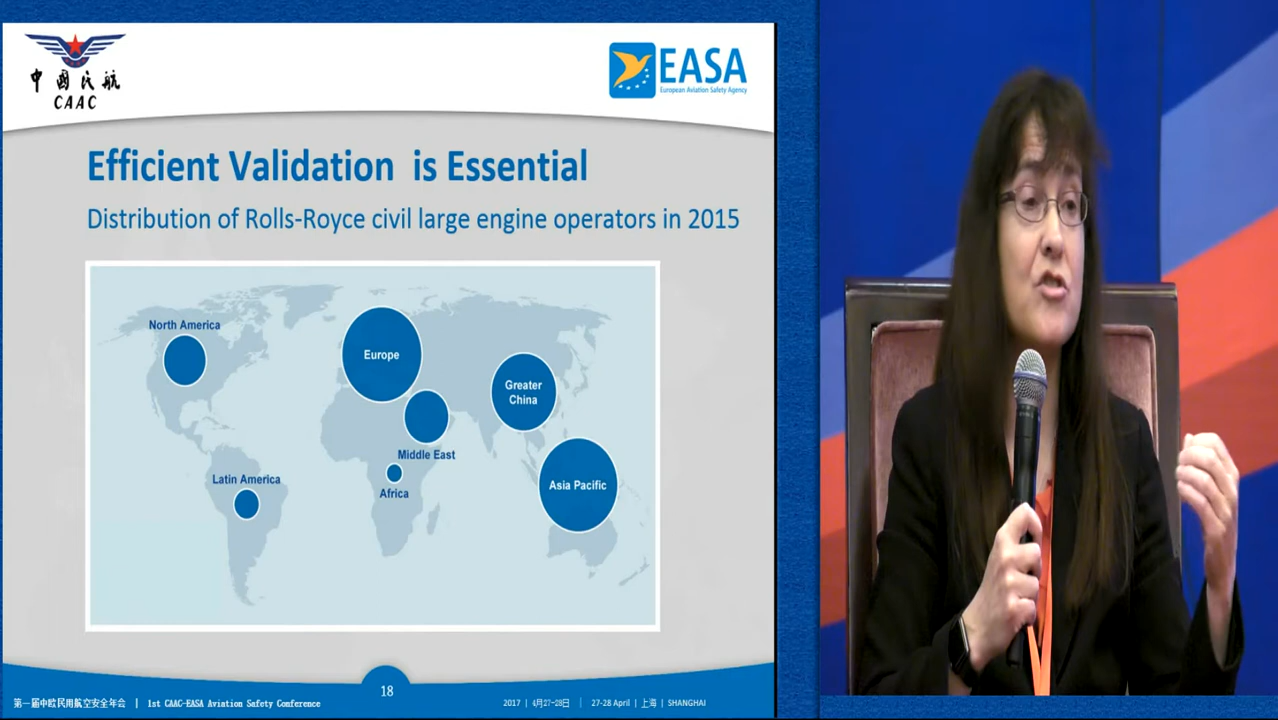 中國民航
CAAC
EASA
European Aviation Safety Agency
Efficient Validation is Essential
Distribution of Rolls-Royce civil large engine operators in 2015
North America
Europe
Greater
China
Middle East
Latin America
Africa
Asia Pacific
18
第一届中欧民用航空安全年会 | 1st CAAC-EASA Aviation Safety Conference
2017 | 4月27-28日 | 27-28 April | 上海 | SHANGHAI